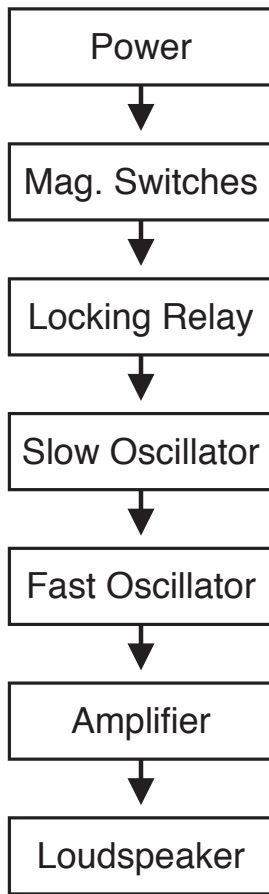 Power
Mag. Switches
Locking Relay
Slow Oscillator
Fast Oscillator
Amplifier
Loudspeaker